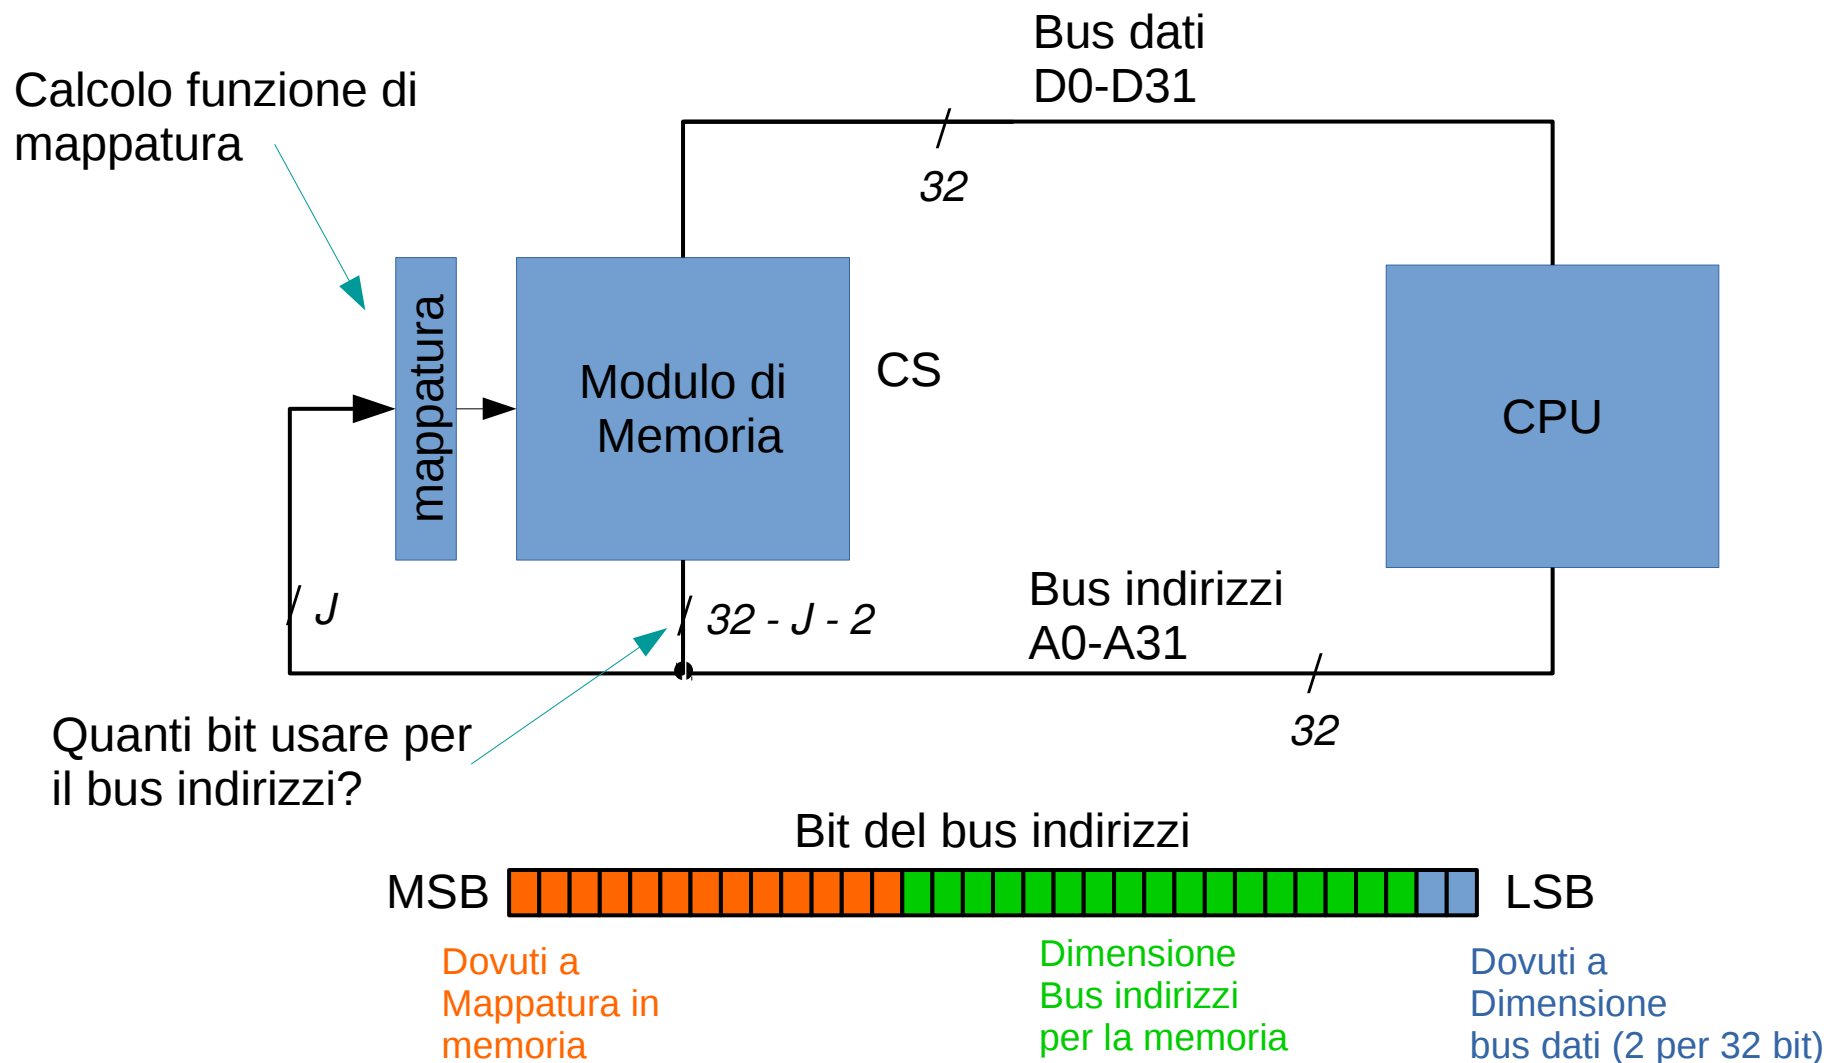 Bus dati
D0-D31
Calcolo funzione di
mappatura
32
mappatura
Modulo di
Memoria
CS
CPU
J
32 - J - 2
Bus indirizzi
A0-A31
32
Quanti bit usare per
il bus indirizzi?
Bit del bus indirizzi
MSB
LSB
Dovuti a
Mappatura in
memoria
Dimensione
Bus indirizzi
per la memoria
Dovuti a
Dimensione
bus dati (2 per 32 bit)